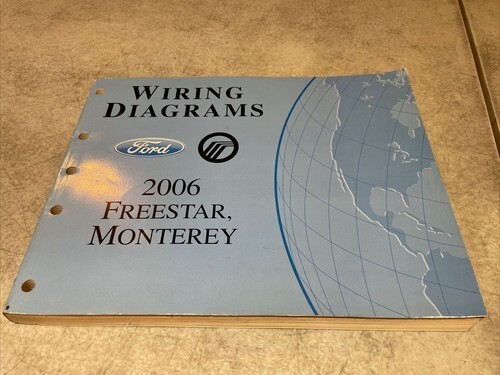 WIRING
DIAGRAMS
Ford
2006
FREESTAR,
MONTEREY